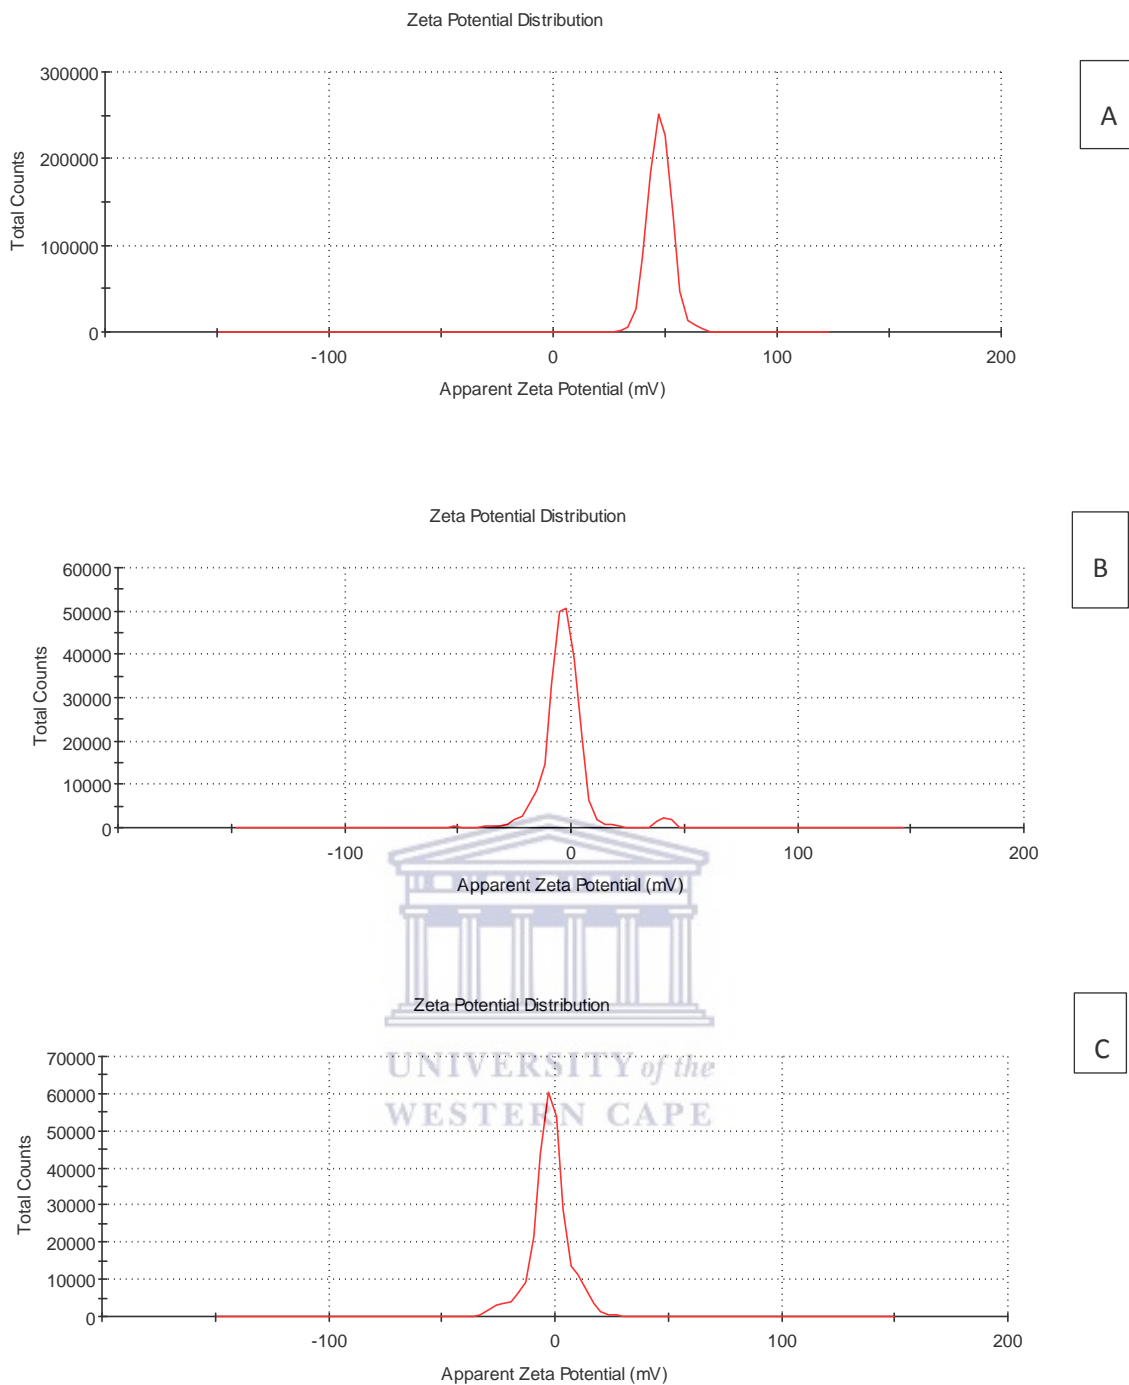 Zeta Potential Distribution
300000
A
200000
Total Counts
100000
0
-100 0 100 200
Apparent Zeta Potential (mV)
Zeta Potential Distribution
B
60000
50000
40000
Total Counts
30000
20000
10000
0
-100 0 100 200
Apparent Zeta Potential (mV)
Zeta Potential Distribution
C
70000
UNIVERSITY of the
60000
WESTERN CAPE
50000
40000
Total Counts
30000
20000
10000
0
-100 0 100 200
Apparent Zeta Potential (mV)